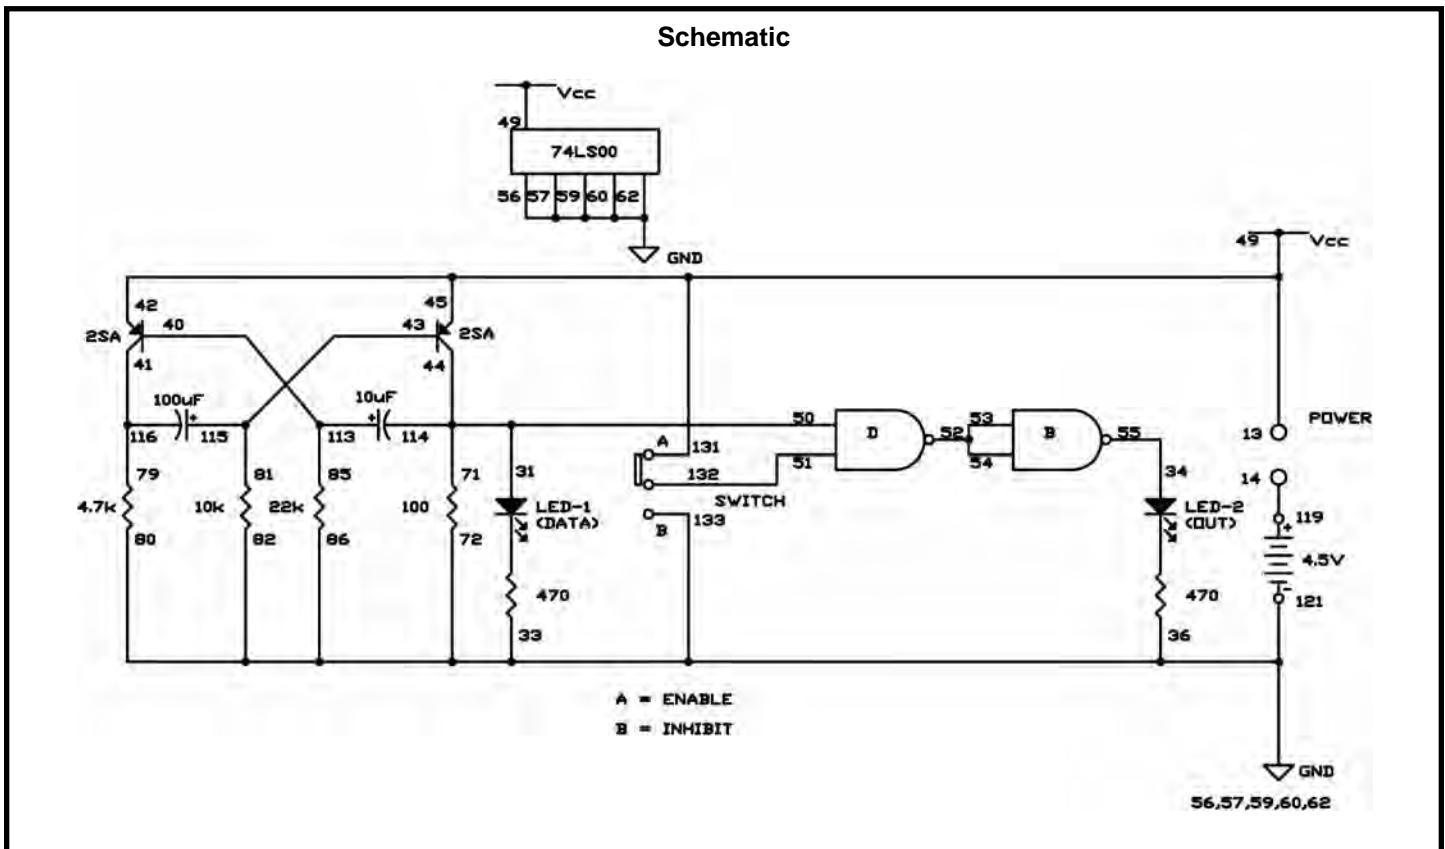 Schematic
Vcc
49
74LS00
56 57 59 60 62
GND
49 Vcc
42
40
2SA
41
45
43
2SA
44
100uF
+
116 115
10uF
+
113 114
50
51
D
52
53
54
B
55
POWER
13
14
A
131
132
SWITCH
B
133
79
4.7k
80
81
10k
82
85
22k
86
71
100
72
31
LED-1
(DATA)
470
33
34
LED-2
(OUT)
470
36
119
+
4.5V
-
121
A = ENABLE
B = INHIBIT
GND
56,57,59,60,62